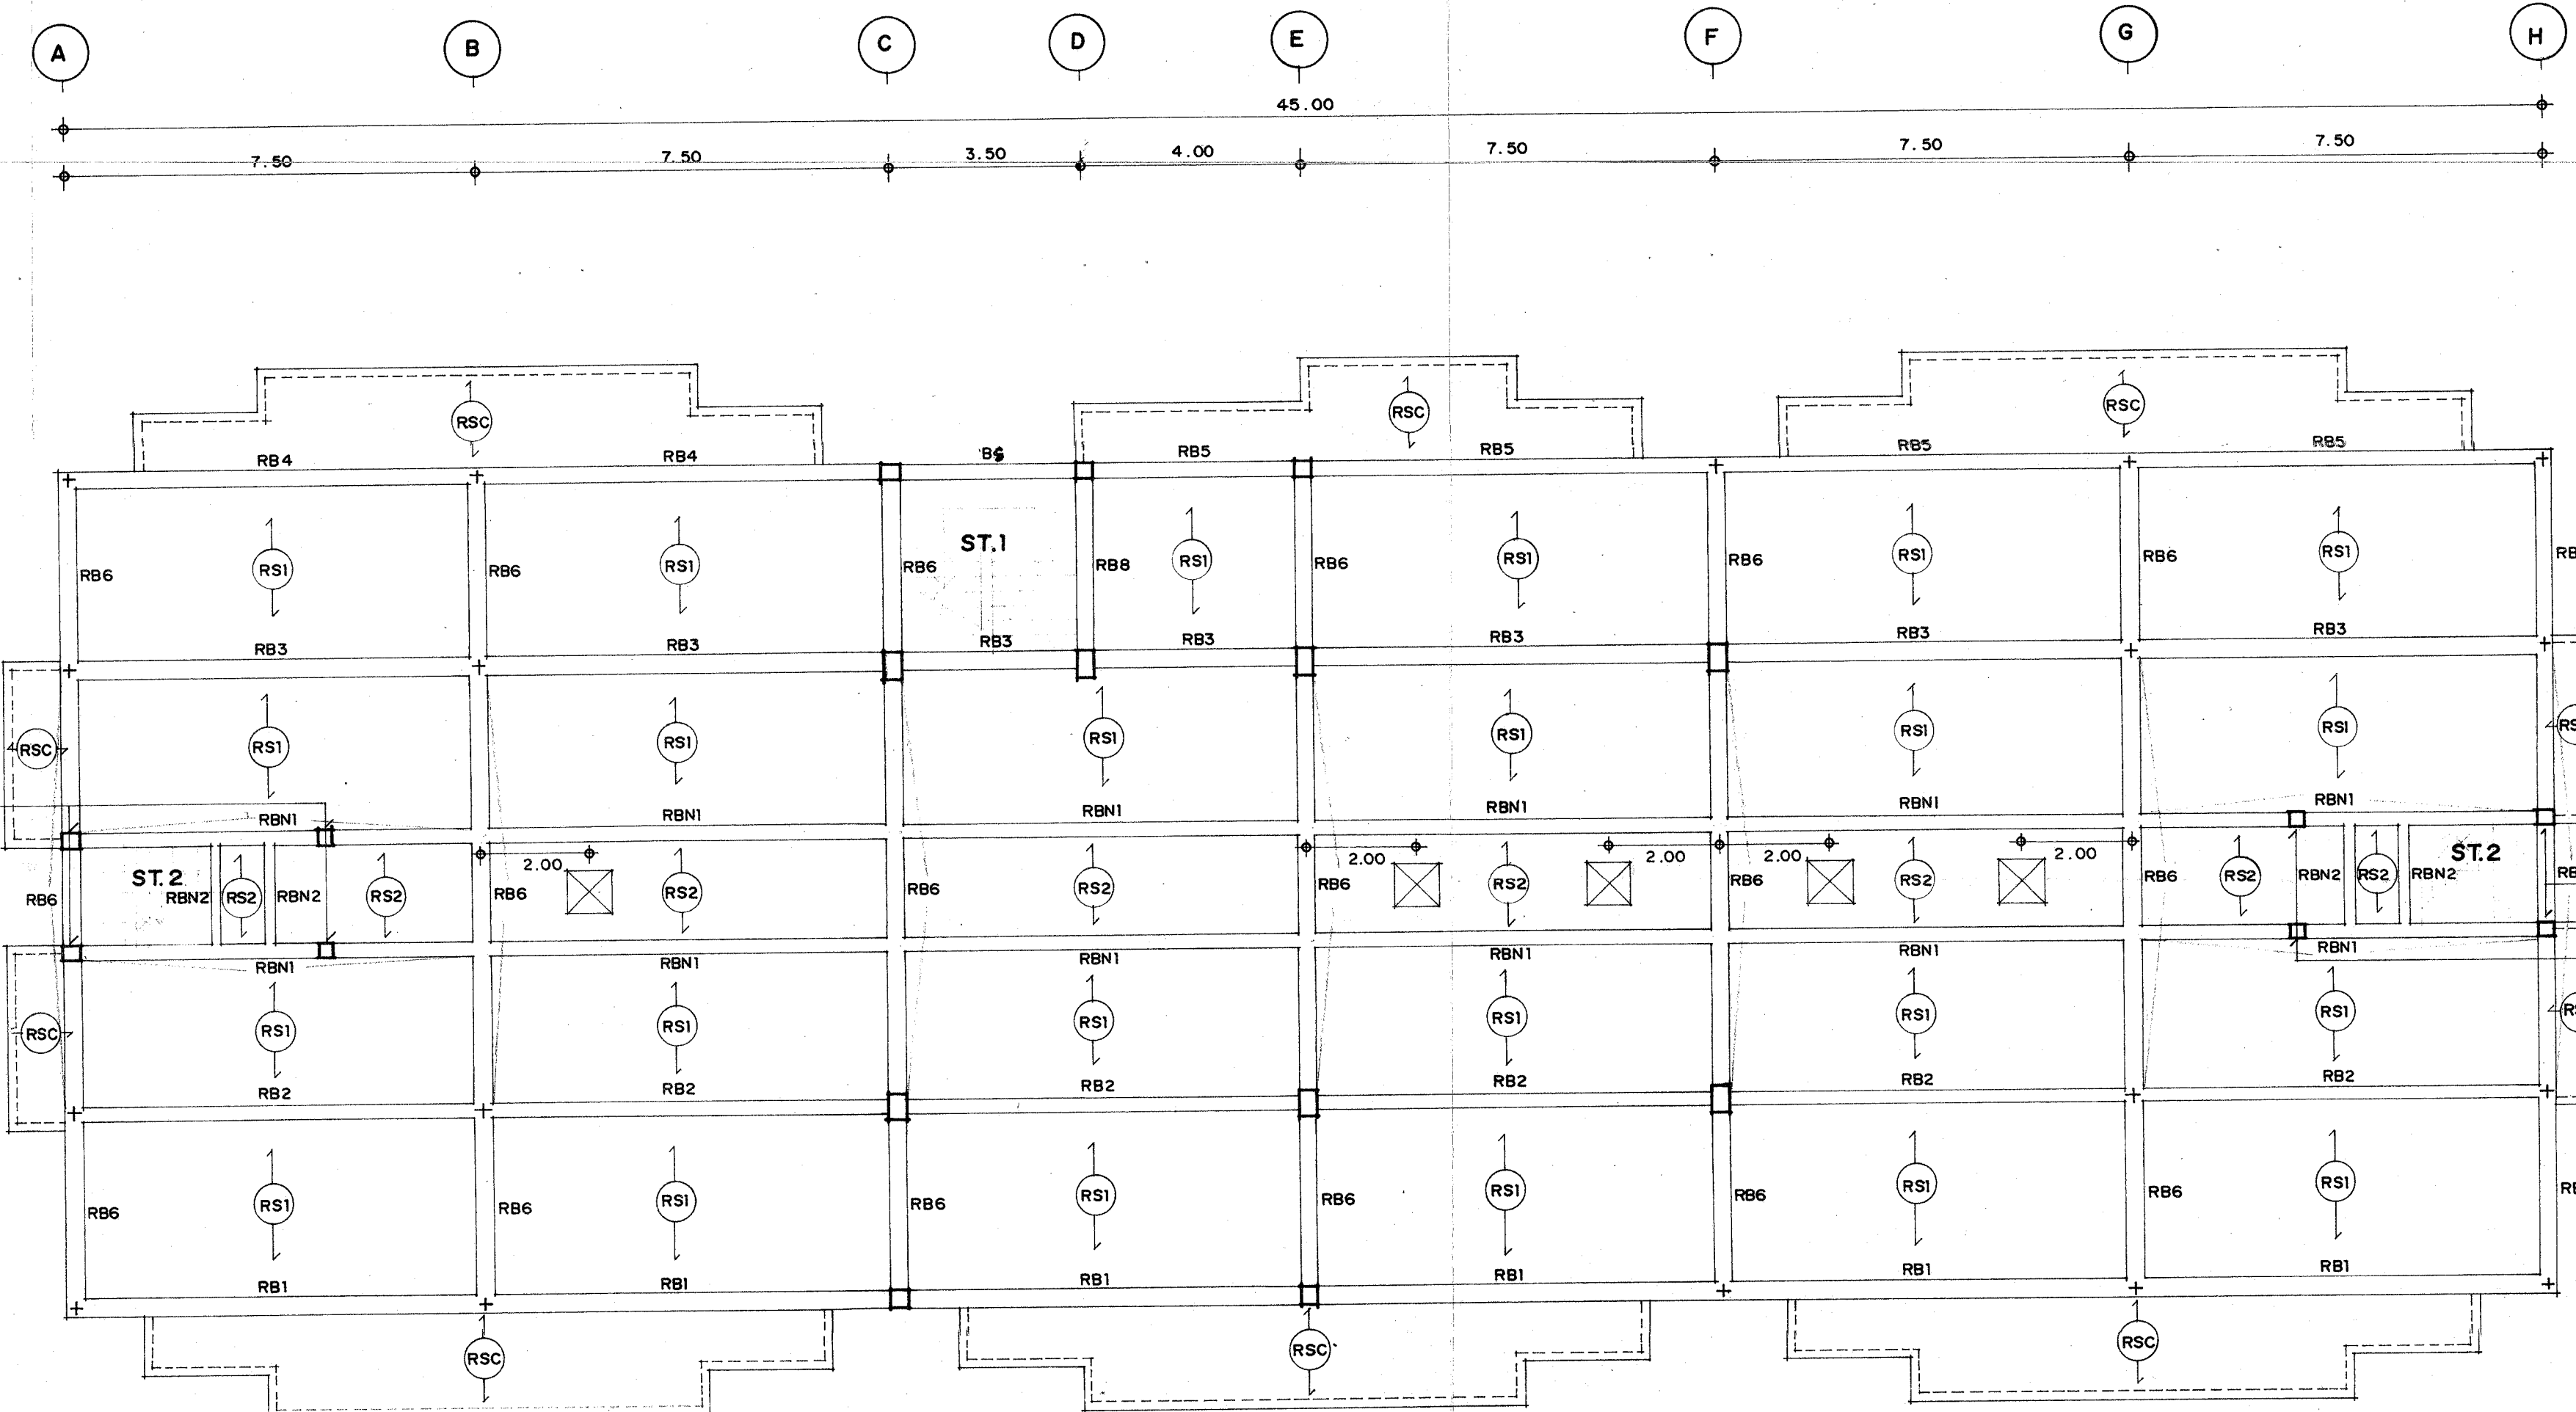 A B C D E F G H
45.00
7.50 7.50 3.50 4.00 7.50 7.50 7.50
RSC RSC RSC
RB4 RB4 RB5 RB5 RB5 RB5
ST.1
RS1 RS1 RS1 RS1 RS1 RS1
RB6 RB6 RB6 RB8 RB6 RB6 RB6
RB3 RB3 RB3 RB3 RB3 RB3 RB3
RSC RS1 RS1 RS1 RS1 RS1 RS1
RBN1 RBN1 RBN1 RBN1 RBN1 RBN1
2.00 2.00 2.00 2.00 2.00
RB6 ST.2 RBN2 RS2 RBN2 RS2 RB6 RS2 RB6 RS2 RB6 RS2 RB6 RS2 RB6 RS2 RBN2 RS2 RBN2 ST.2
RBN1 RBN1 RBN1 RBN1 RBN1 RBN1
RSC RS1 RS1 RS1 RS1 RS1 RS1
RB2 RB2 RB2 RB2 RB2 RB2
RS1 RS1 RS1 RS1 RS1 RS1
RB6 RB6 RB6 RB6 RB6 RB6
RB1 RB1 RB1 RB1 RB1 RB1
RSC RSC RSC